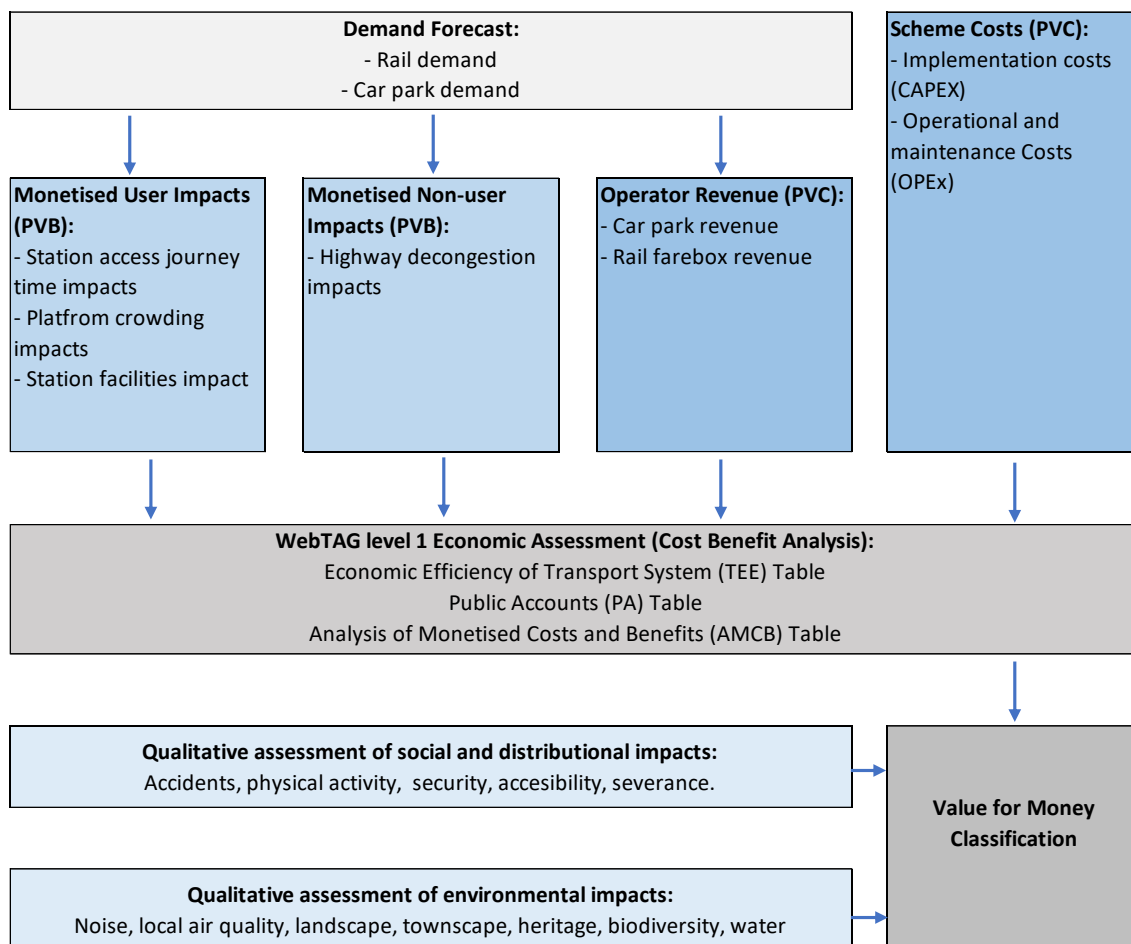 Demand Forecast:
- Rail demand
- Car park demand
Scheme Costs (PVC):
- Implementation costs
(CAPEX)
- Operational and
maintenance Costs
(OPEx)
Monetised User Impacts
(PVB):
- Station access journey
time impacts
- Platfrom crowding
impacts
- Station facilities impact
Monetised Non-user
Impacts (PVB):
- Highway decongestion
impacts
Operator Revenue (PVC):
- Car park revenue
- Rail farebox revenue
WebTAG level 1 Economic Assessment (Cost Benefit Analysis):
Economic Efficiency of Transport System (TEE) Table
Public Accounts (PA) Table
Analysis of Monetised Costs and Benefits (AMCB) Table
Qualitative assessment of social and distributional impacts:
Accidents, physical activity,  security, accesibility, severance.
Value for Money
Classification
Qualitative assessment of environmental impacts:
Noise, local air quality, landscape, townscape, heritage, biodiversity, water